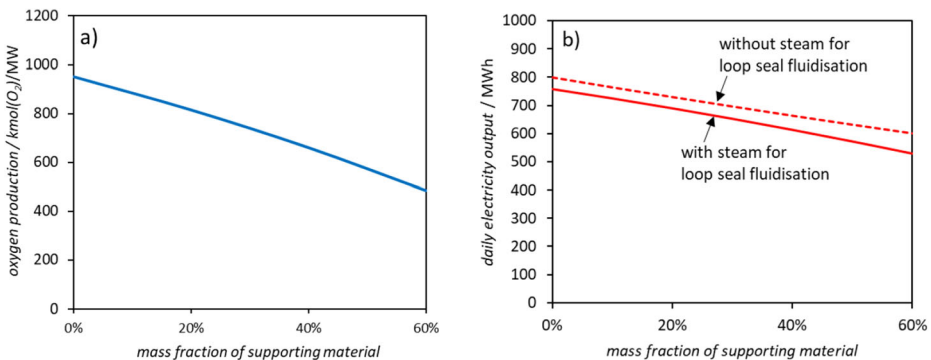 a)
oxygen production / kmol(O₂)/MW
1200
1000
800
600
400
200
0
0%
20%
40%
60%
mass fraction of supporting material
b)
daily electricity output / MWh
1000
900
800
700
600
500
400
300
200
100
0
without steam for
loop seal fluidisation
with steam for
loop seal fluidisation
0%
20%
40%
60%
mass fraction of supporting material